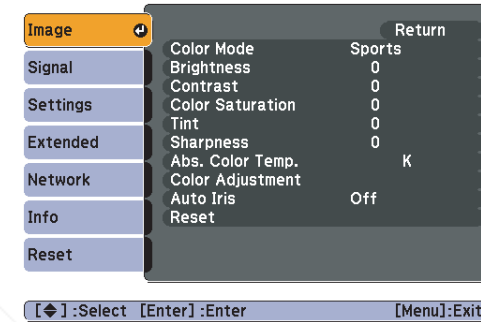 Image
Signal
Settings
Extended
Network
Info
Reset
Return
Color Mode Sports
Brightness 0
Contrast 0
Color Saturation 0
Tint 0
Sharpness 0
Abs. Color Temp. K
Color Adjustment
Auto Iris Off
Reset
[◆] :Select [Enter] :Enter [Menu]:Exit